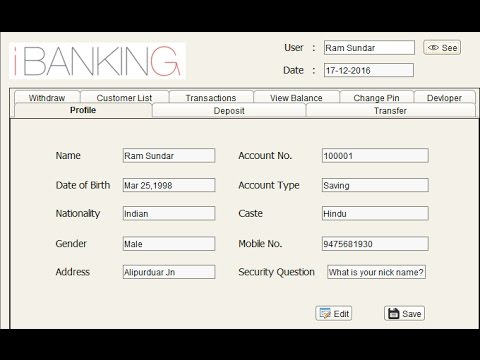 iBANKING
User : Ram Sundar See
Date : 17-12-2016
Withdraw Customer List Transactions View Balance Change Pin Devloper
Profile Deposit Transfer
Name Ram Sundar Account No. 100001
Date of Birth Mar 25,1998 Account Type Saving
Nationality Indian Caste Hindu
Gender Male Mobile No. 9475681930
Address Alipurduar Jn Security Question What is your nick name?
Edit Save